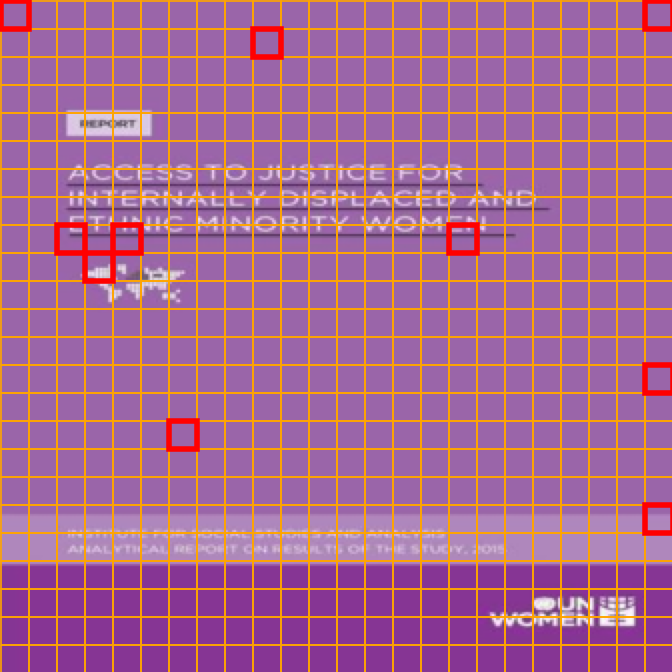 REPORT
ACCESS TO JUSTICE FOR
INTERNALLY DISPLACED AND
ETHNIC MINORITY WOMEN
INSTITUTE FOR SOCIAL STUDIES AND ANALYSIS
ANALYTICAL REPORT ON RESULTS OF THE STUDY, 2015
UN
WOMEN